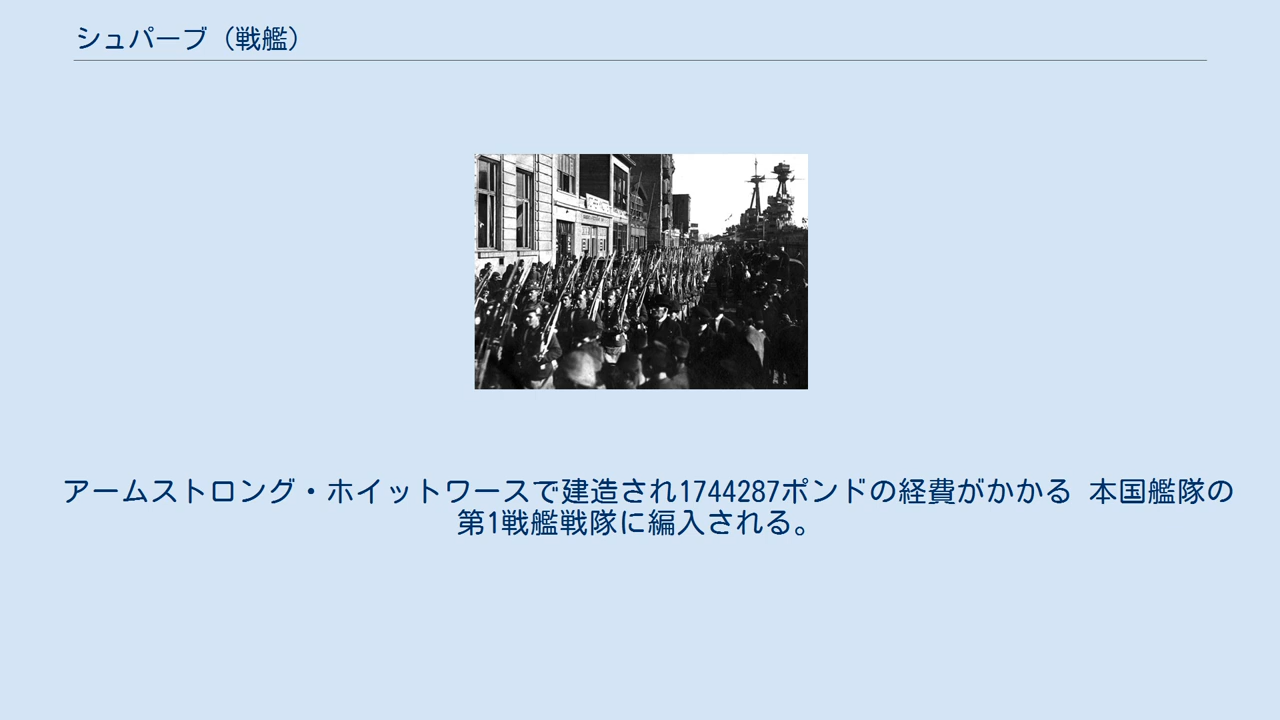 シュパーブ（戦艦）
アームストロング・ホイットワースで建造され1744287ポンドの経費がかかる 本国艦隊の
第1戦艦戦隊に編入される。